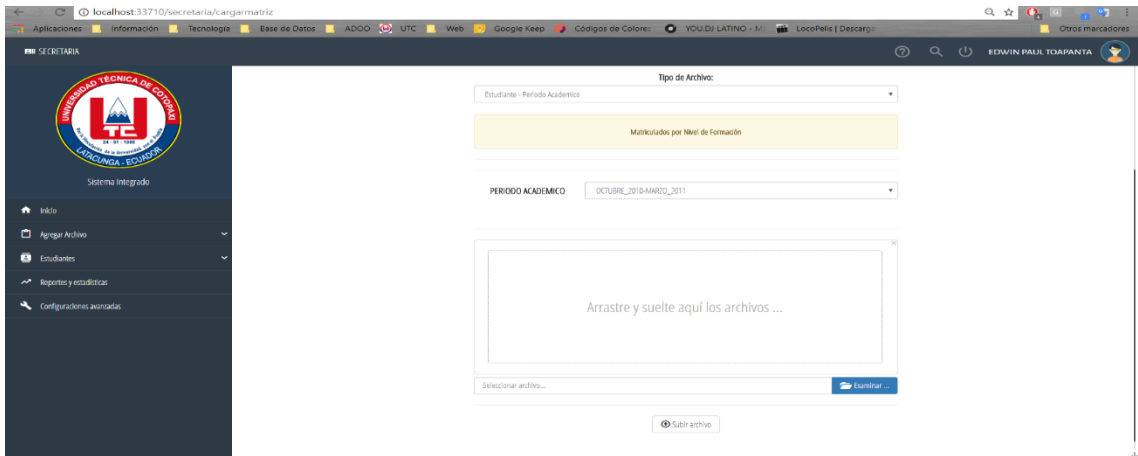 localhost:33710/secretaria/cargarmatriz
Aplicaciones Información Tecnología Base de Datos ADOO UTC Web Google Keep Códigos de Colores YOU.DJ LATINO - M LocoPelis | Descarga Otros marcadores
SECRETARIA EDWIN PAUL TOAPANTA
UNIVERSIDAD TÉCNICA DE COTOPAXI
UTC
24 - 01 - 1995
LATACUNGA - ECUADOR
Sistema Integrado
Inicio
Agregar Archivo
Estudiantes
Reportes y estadísticas
Configuraciones avanzadas
Tipo de Archivo:
Estudiante - Periodo Academico
Matriculados por Nivel de Formación
PERIODO ACADEMICO OCTUBRE_2010-MARZO_2011
Arrastre y suelte aquí los archivos ...
Seleccionar archivo... Examinar ...
Subir archivo